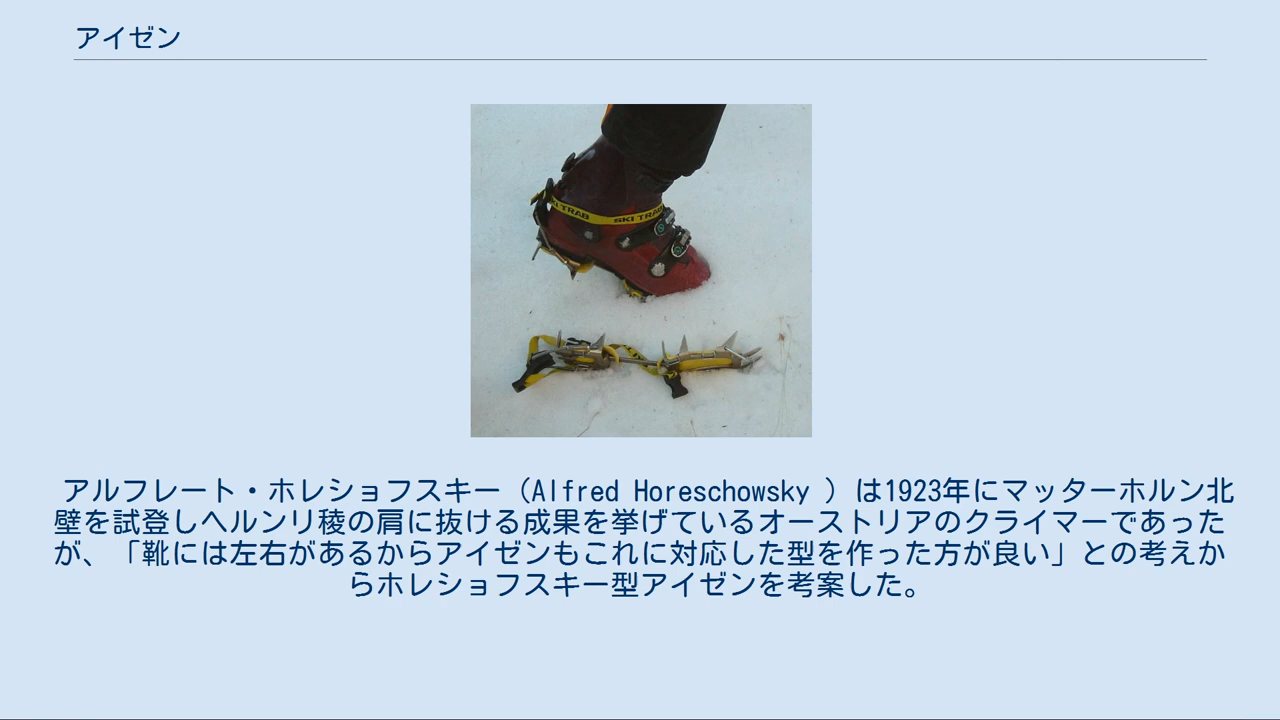 アイゼン
SKI TRAB
SKI TRAB
アルフレート・ホレショフスキー（Alfred Horeschowsky ）は1923年にマッターホルン北
壁を試登しヘルンリ稜の肩に抜ける成果を挙げているオーストリアのクライマーであった
が、「靴には左右があるからアイゼンもこれに対応した型を作った方が良い」との考えか
らホレショフスキー型アイゼンを考案した。